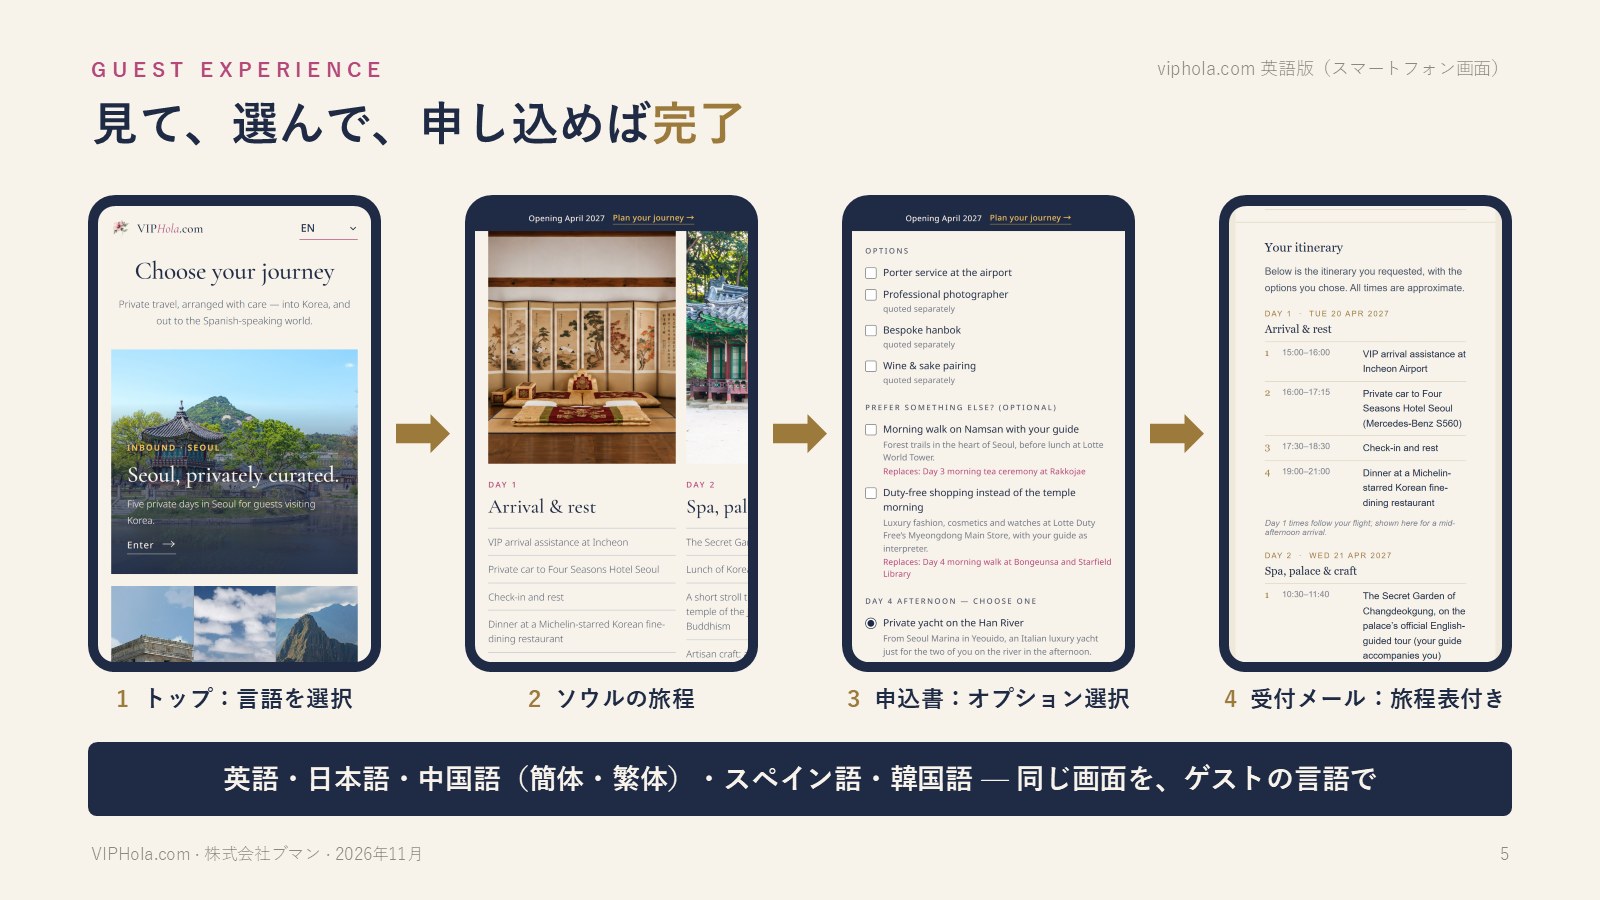 GUEST EXPERIENCE
viphola.com 英語版（スマートフォン画面）
見て、選んで、申し込めば完了
VIPHola.com
EN
Choose your journey
Private travel, arranged with care — into Korea, and
out to the Spanish-speaking world.
INBOUND · SEOUL
Seoul, privately curated.
Five private days in Seoul for guests visiting
Korea.
Enter →
Opening April 2027 Plan your journey →
DAY 1
Arrival & rest
VIP arrival assistance at Incheon
Private car to Four Seasons Hotel Seoul
Check-in and rest
Dinner at a Michelin-starred Korean fine-
dining restaurant
DAY 2
Spa, pal
The Secret Ga
Lunch of Kore
A short stroll t
temple of the
Buddhism
Artisan craft:
Opening April 2027 Plan your journey →
OPTIONS
Porter service at the airport
Professional photographer
quoted separately
Bespoke hanbok
quoted separately
Wine & sake pairing
quoted separately
PREFER SOMETHING ELSE? (OPTIONAL)
Morning walk on Namsan with your guide
Forest trails in the heart of Seoul, before lunch at Lotte
World Tower.
Replaces: Day 3 morning tea ceremony at Rakkojae
Duty-free shopping instead of the temple
morning
Luxury fashion, cosmetics and watches at Lotte Duty
Free's Myeongdong Main Store, with your guide as
interpreter.
Replaces: Day 4 morning walk at Bongeunsa and Starfield
Library
DAY 4 AFTERNOON — CHOOSE ONE
Private yacht on the Han River
From Seoul Marina in Yeouido, an Italian luxury yacht
just for the two of you on the river in the afternoon.
Your itinerary
Below is the itinerary you requested, with the
options you chose. All times are approximate.
DAY 1 · TUE 20 APR 2027
Arrival & rest
1 15:00–16:00 VIP arrival assistance at
Incheon Airport
2 16:00–17:15 Private car to Four
Seasons Hotel Seoul
(Mercedes-Benz S560)
3 17:30–18:30 Check-in and rest
4 19:00–21:00 Dinner at a Michelin-
starred Korean fine-
dining restaurant
Day 1 times follow your flight, shown here for a mid-
afternoon arrival.
DAY 2 · WED 21 APR 2027
Spa, palace & craft
1 10:30–11:40 The Secret Garden of
Changdeokgung, on the
palace's official English-
guided tour (your guide
accompanies you)
1 トップ：言語を選択
2 ソウルの旅程
3 申込書：オプション選択
4 受付メール：旅程表付き
英語・日本語・中国語（簡体・繁体）・スペイン語・韓国語 — 同じ画面を、ゲストの言語で
VIPHola.com · 株式会社ブマン · 2026年11月
5